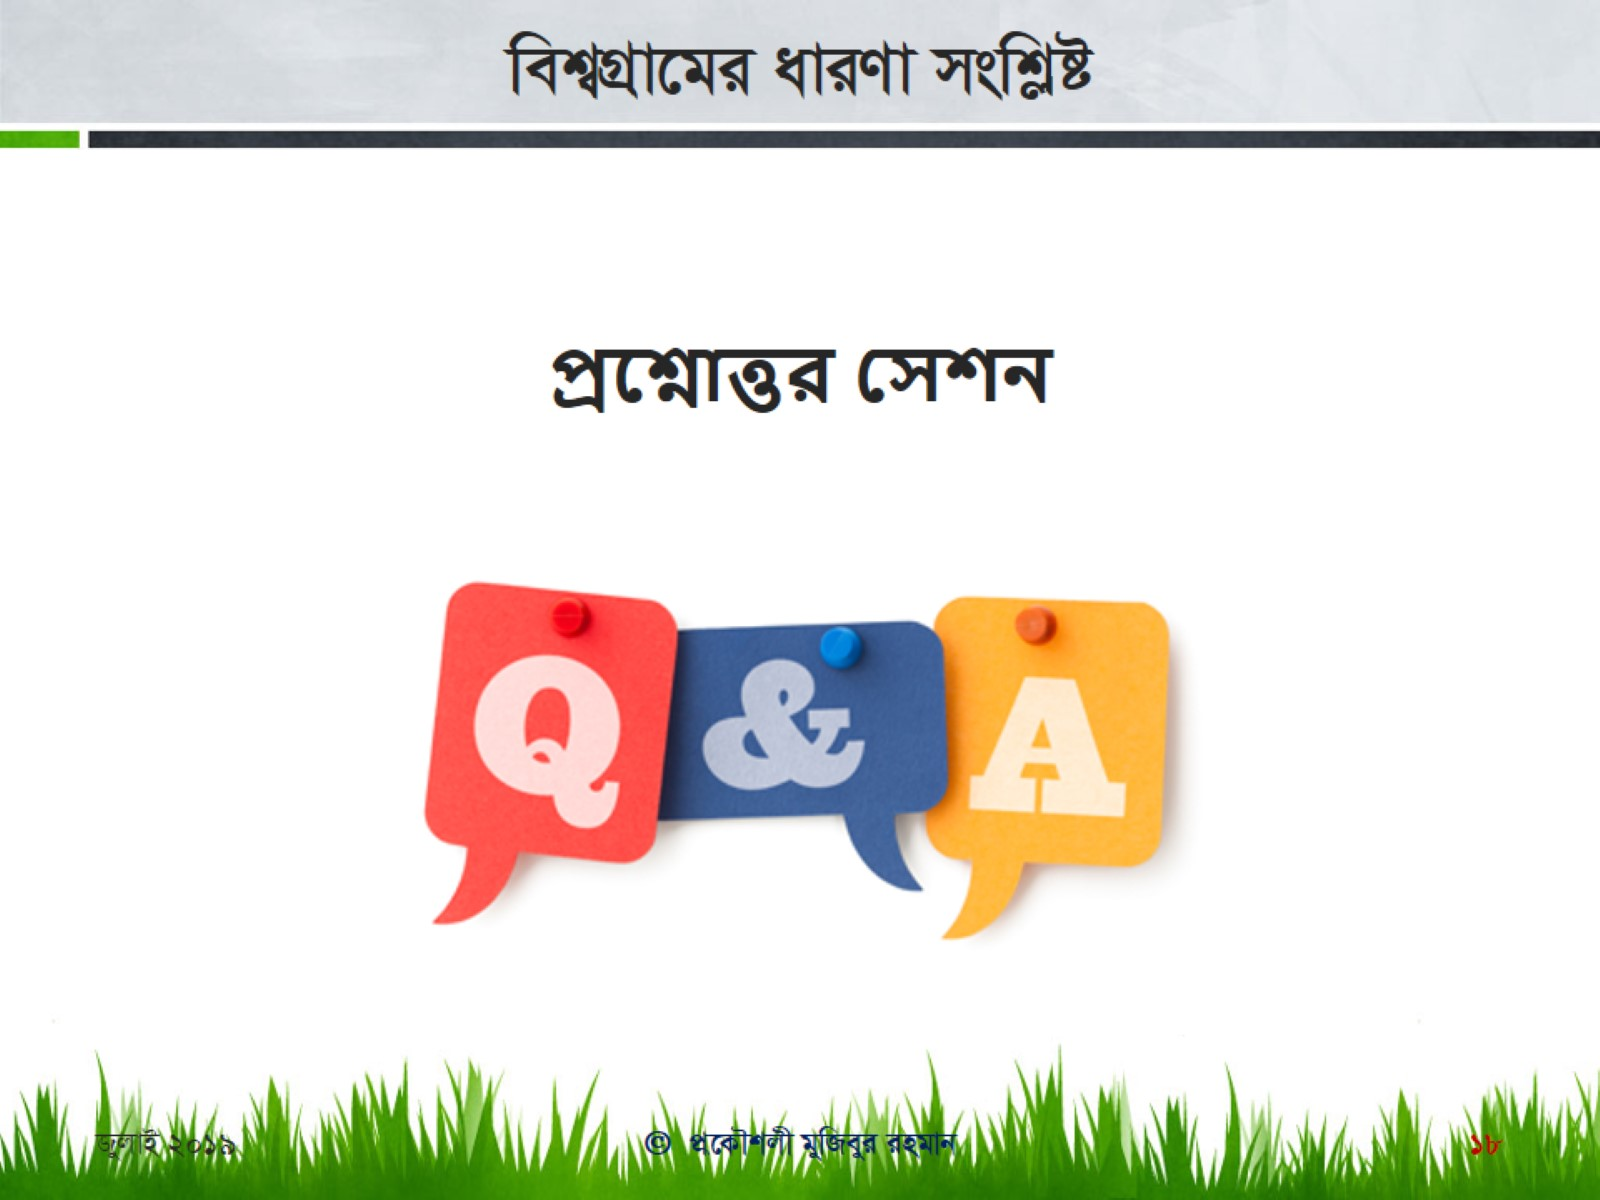 বিশ্বগ্রামের ধারণা সংশ্লিষ্ট
প্রশ্নোত্তর সেশন
Q & A
জুলাই ২০১৯
© প্রকৌশলী মুজিবুর রহমান
১৮